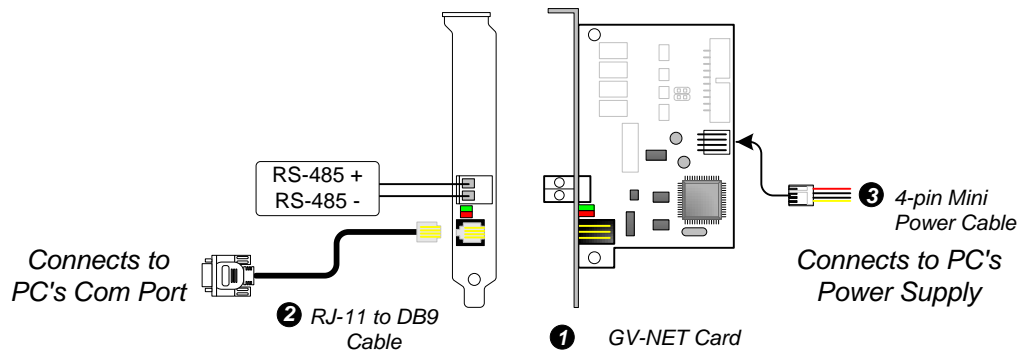 RS-485 +
RS-485 -
Connects to
PC's Com Port
❷ RJ-11 to DB9
Cable
❶ GV-NET Card
❸ 4-pin Mini
Power Cable
Connects to PC's
Power Supply